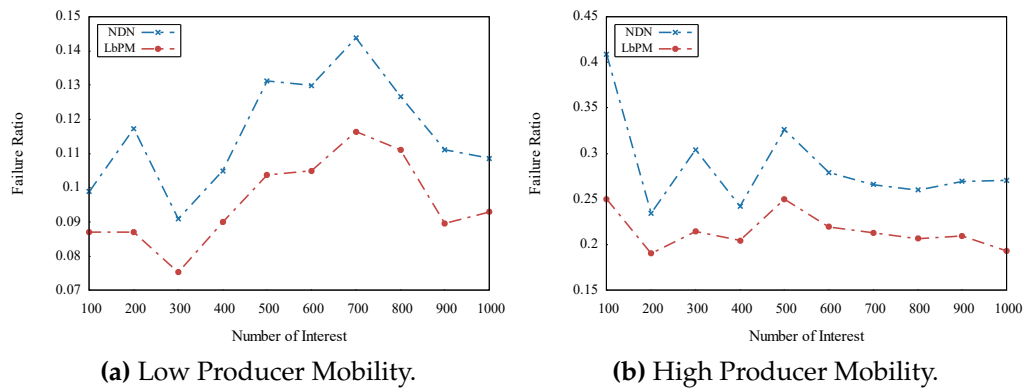 0.15
0.14
0.13
0.12
0.11
0.1
0.09
0.08
0.07
Failure Ratio
NDN
LbPM
100 200 300 400 500 600 700 800 900 1000
Number of Interest
(a) Low Producer Mobility.
0.45
0.4
0.35
0.3
0.25
0.2
0.15
Failure Ratio
NDN
LbPM
100 200 300 400 500 600 700 800 900 1000
Number of Interest
(b) High Producer Mobility.